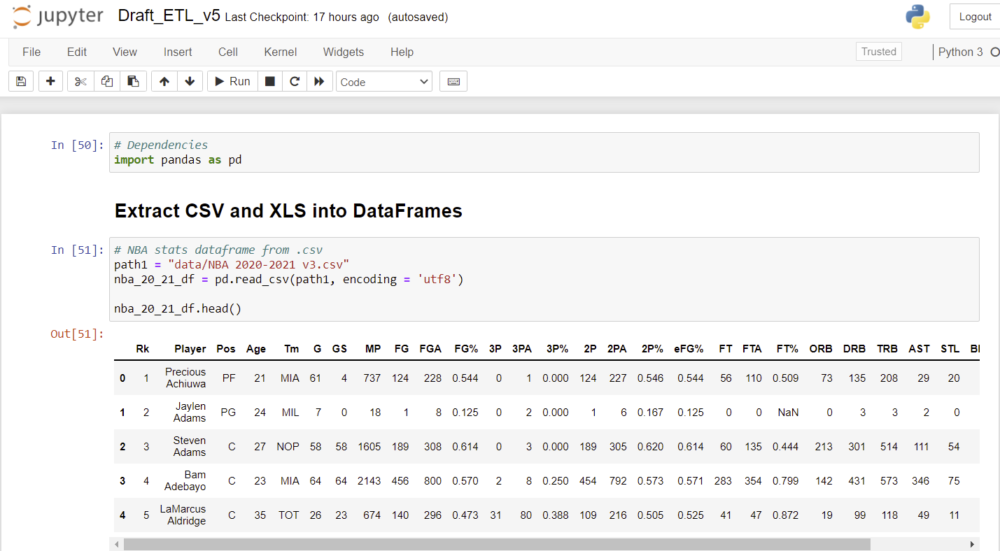 jupyter Draft_ETL_v5 Last Checkpoint: 17 hours ago (autosaved) Logout
File Edit View Insert Cell Kernel Widgets Help Trusted Python 3
Run Code
In [50]: # Dependencies
import pandas as pd
Extract CSV and XLS into DataFrames
In [51]: # NBA stats dataframe from .csv
path1 = "data/NBA 2020-2021 v3.csv"
nba_20_21_df = pd.read_csv(path1, encoding = 'utf8')
nba_20_21_df.head()
Out[51]:
Rk Player Pos Age Tm G GS MP FG FGA FG% 3P 3PA 3P% 2P 2PA 2P% eFG% FT FTA FT% ORB DRB TRB AST STL
0 1 Precious Achiuwa PF 21 MIA 61 4 737 124 228 0.544 0 1 0.000 124 227 0.546 0.544 56 110 0.509 73 135 208 29 20
1 2 Jaylen Adams PG 24 MIL 7 0 18 1 8 0.125 0 2 0.000 1 6 0.167 0.125 0 0 NaN 0 3 3 2 0
2 3 Steven Adams C 27 NOP 58 58 1605 189 308 0.614 0 3 0.000 189 305 0.620 0.614 60 135 0.444 213 301 514 111 54
3 4 Bam Adebayo C 23 MIA 64 64 2143 456 800 0.570 2 8 0.250 454 792 0.573 0.571 283 354 0.799 142 431 573 346 75
4 5 LaMarcus Aldridge C 35 TOT 26 23 674 140 296 0.473 31 80 0.388 109 216 0.505 0.525 41 47 0.872 19 99 118 49 11